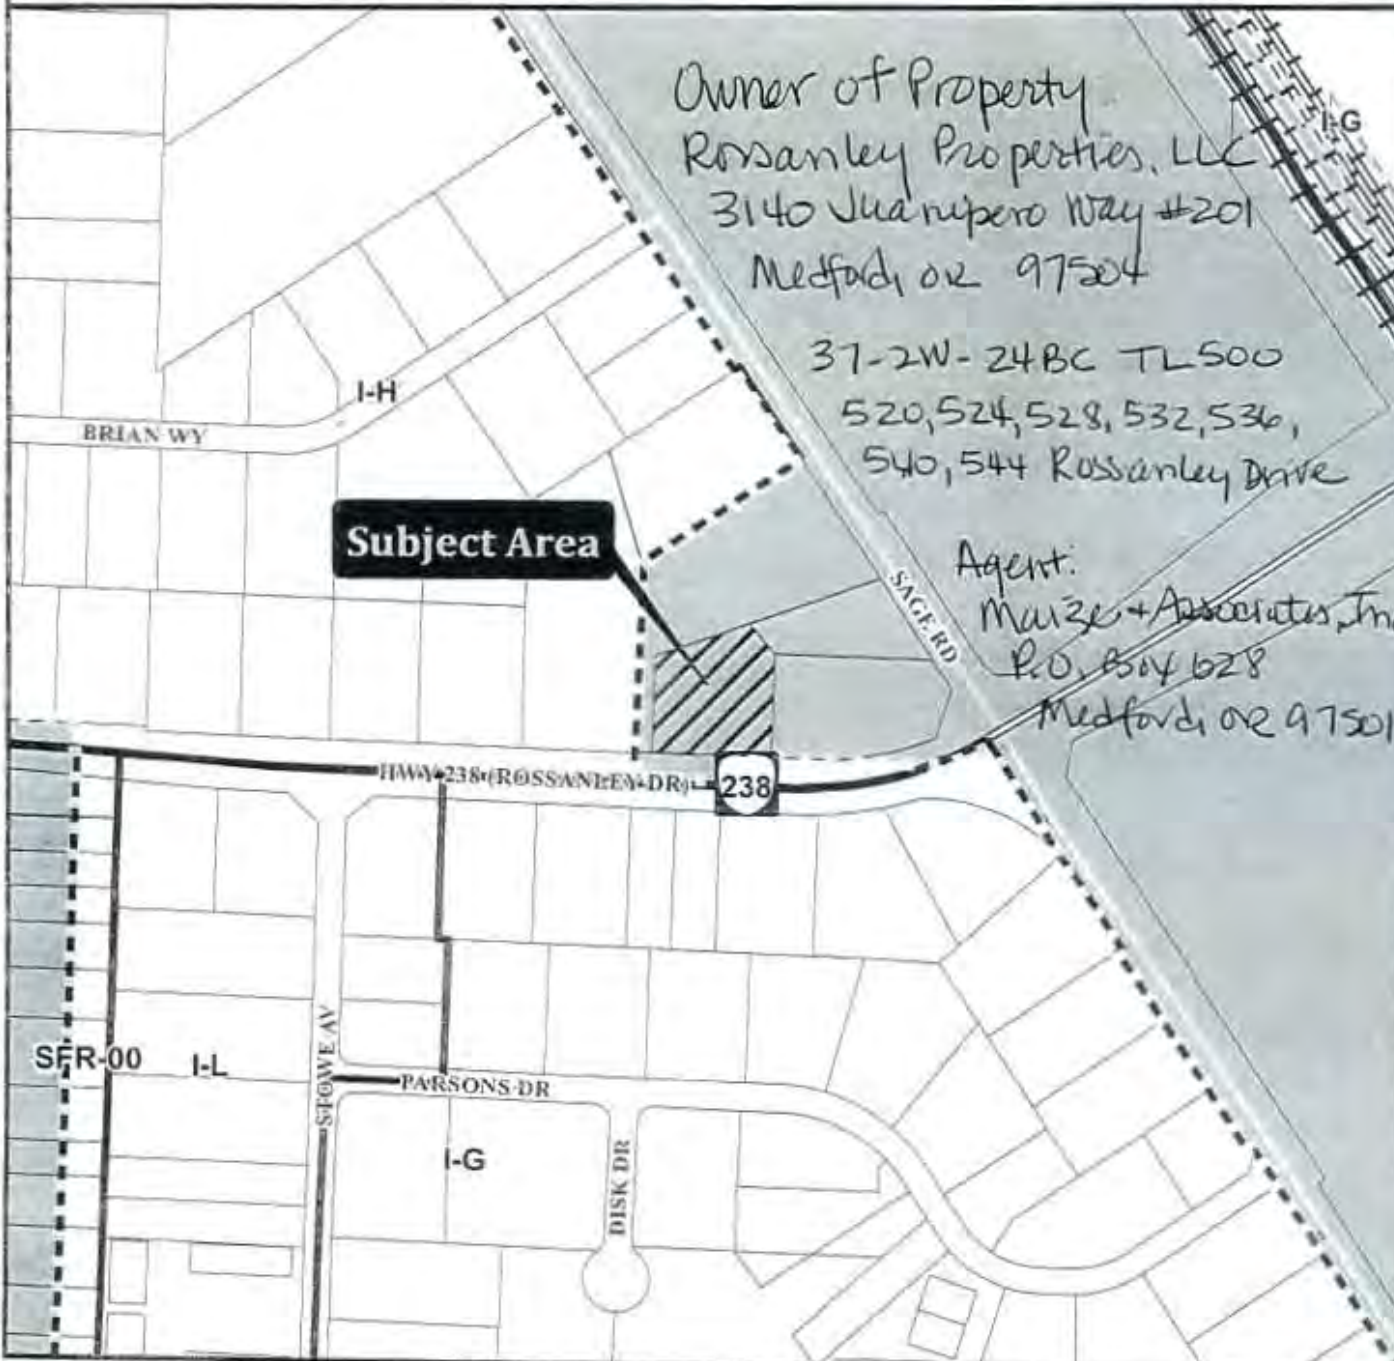 Owner of Property
Rossanley Properties, LLC
3140 Juanipero Way #201
Medford, OR 97504
I-G
37-2W-24BC TL500
520, 524, 528, 532, 536,
540, 544 Rossanley Drive
I-H
BRIAN WY
Subject Area
SAGE RD
Agent:
Maize + Associates, Inc.
P.O. Box 628
Medford, OR 97501
HWY 238 (ROSSANLEY DR)
238
SFR-00
I-L
STOWE AV
PARSONS DR
I-G
DISK DR